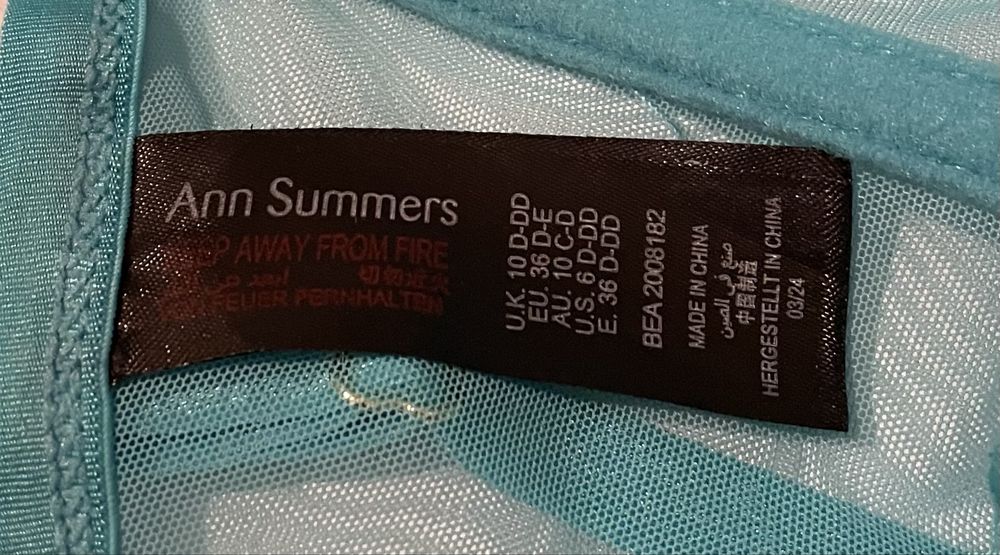 Ann Summers
KEEP AWAY FROM FIRE
切勿近火
VON FEUER FERNHALTEN
U.K. 10 D-DD
EU. 36 D-E
AU. 10 C-D
U.S. 6 D-DD
E. 36 D-DD
BEA 2008182
MADE IN CHINA
صنع في الصين
中国制造
HERGESTELLT IN CHINA
03/24